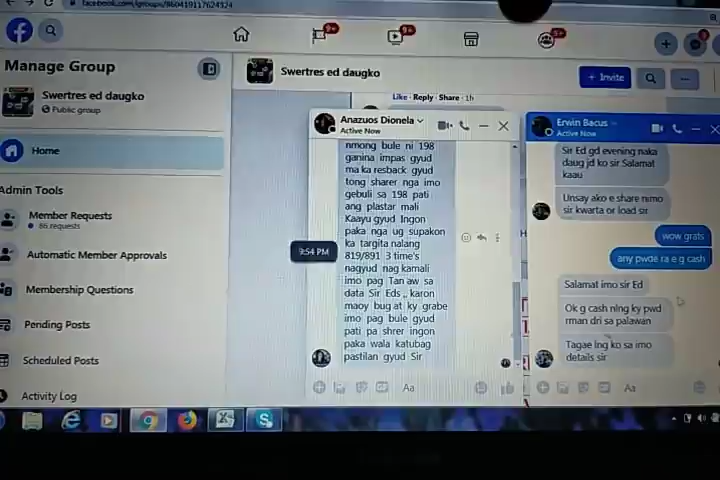 facebook.com/groups/860419117624324
9+
9+
9+
Manage Group
Swertres ed daugko
Public group
Home
Admin Tools
Member Requests
86 requests
Automatic Member Approvals
Membership Questions
Pending Posts
Scheduled Posts
Activity Log
Swertres ed daugko
+ Invite
Like · Reply · Share · 1h
Anazuos Dionela
Active Now
nmong bule ni 198
ganina impas gyud
ma ka resback gyud
tong sharer nga imo
gebuli sa 198 pati
ang plastar mali
Kaayu gyud Ingon
paka nga ug supakon
ka targita nalang
819/891 3 time's
nagyud nag kamali
imo pag Tan aw sa
data Sir Eds,, karon
maoy bug at ky grabe
imo pag bule gyud
pati pa shrer ingon
paka wala katubag
pastilan gyud Sir
9:54 PM
Aa
Erwin Bacus
Active Now
Sir Ed gd evening naka
daug jd ko sir Salamat
kaau
Unsay ako e share nimo
sir kwarta or load sir
wow grats
any pwde ra e g cash
Salamat imo sir Ed
Ok g cash nlng ky pwd
rman dri sa palawan
Tagae lng ko sa imo
details sir
Aa